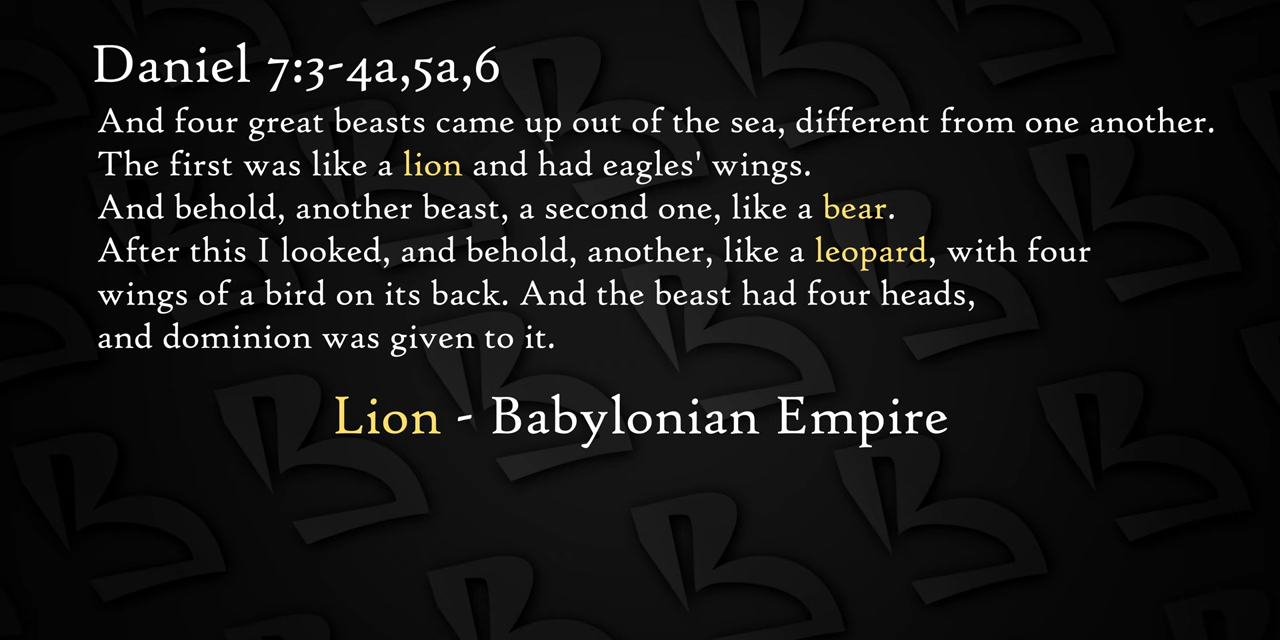 Daniel 7:3-4a,5a,6
And four great beasts came up out of the sea, different from one another.
The first was like a lion and had eagles' wings.
And behold, another beast, a second one, like a bear.
After this I looked, and behold, another, like a leopard, with four
wings of a bird on its back. And the beast had four heads,
and dominion was given to it.
Lion - Babylonian Empire